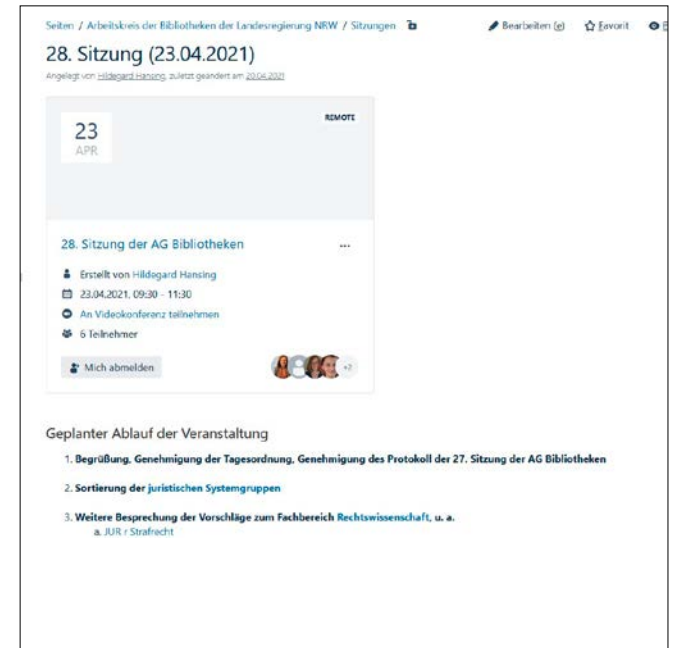 Seiten / Arbeitskreis der Bibliotheken der Landesregierung NRW / Sitzungen Bearbeiten (e) Favorit
28. Sitzung (23.04.2021)
Angelegt von Hildegard Hansing, zuletzt geändert am 20.04.2021
23
APR
REMOTE
28. Sitzung der AG Bibliotheken ...
Erstellt von Hildegard Hansing
23.04.2021, 09:30 - 11:30
An Videokonferenz teilnehmen
6 Teilnehmer
Mich abmelden +2
Geplanter Ablauf der Veranstaltung
1. Begrüßung, Genehmigung der Tagesordnung, Genehmigung des Protokoll der 27. Sitzung der AG Bibliotheken
2. Sortierung der juristischen Systemgruppen
3. Weitere Besprechung der Vorschläge zum Fachbereich Rechtswissenschaft, u. a.
a. JUR r Strafrecht